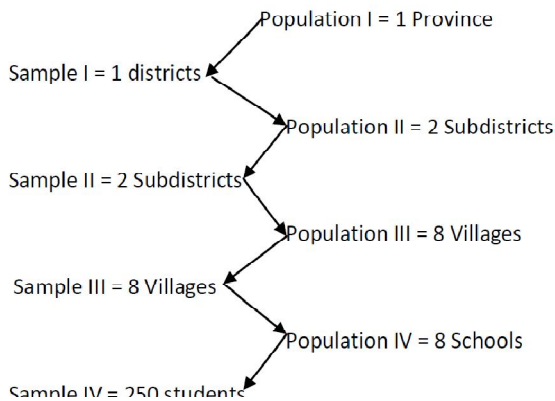 Population I = 1 Province
Sample I = 1 districts
Population II = 2 Subdistricts
Sample II = 2 Subdistricts
Population III = 8 Villages
Sample III = 8 Villages
Population IV = 8 Schools
Sample IV = 250 students